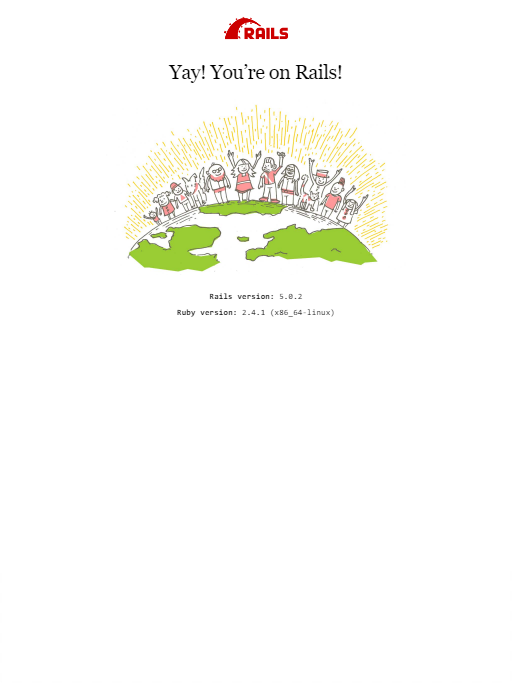 RAILS
Yay! You’re on Rails!
Rails version: 5.0.2
Ruby version: 2.4.1 (x86_64-linux)